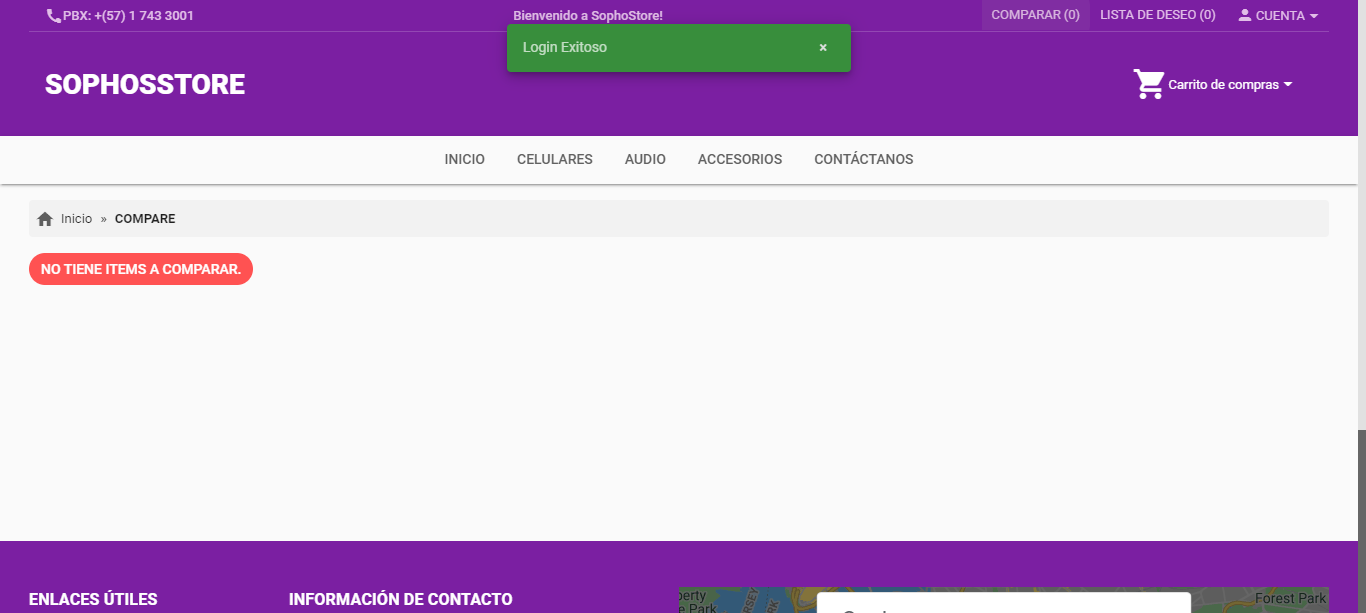 PBX: +(57) 1 743 3001
Bienvenido a SophoStore!
COMPARAR (0)
LISTA DE DESEO (0)
CUENTA
Login Exitoso
×
SOPHOSSTORE
Carrito de compras
INICIO
CELULARES
AUDIO
ACCESORIOS
CONTÁCTANOS
Inicio » COMPARE
NO TIENE ITEMS A COMPARAR.
ENLACES ÚTILES
INFORMACIÓN DE CONTACTO
Park
Forest Park